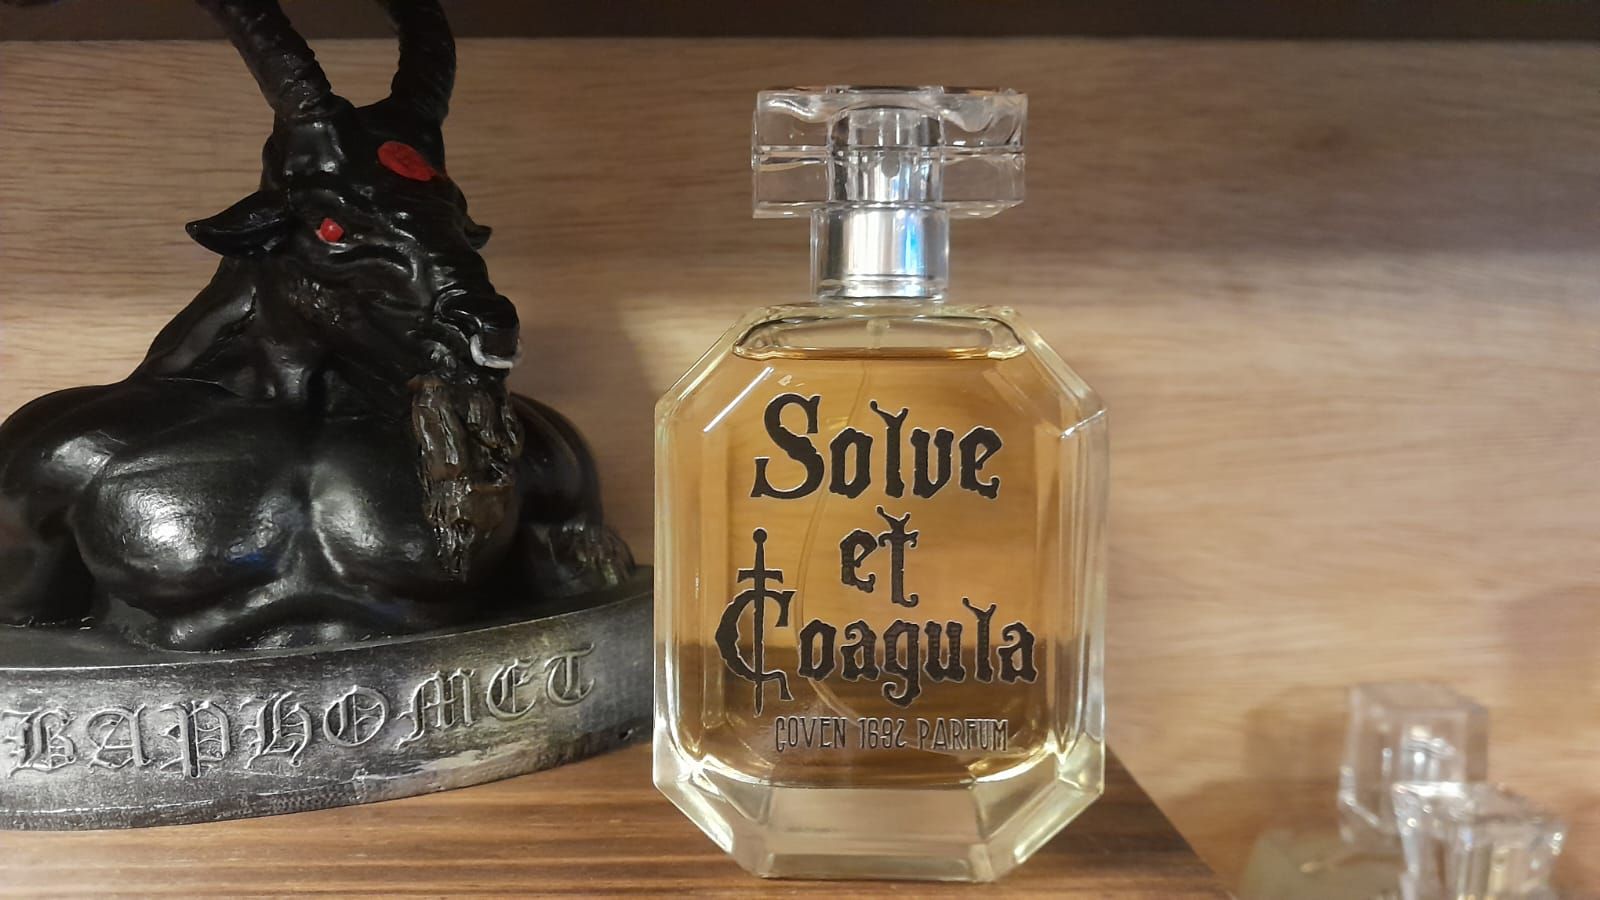 Solve
et
Coagula
COVEN 1692 PARFUM
BAPHOMET